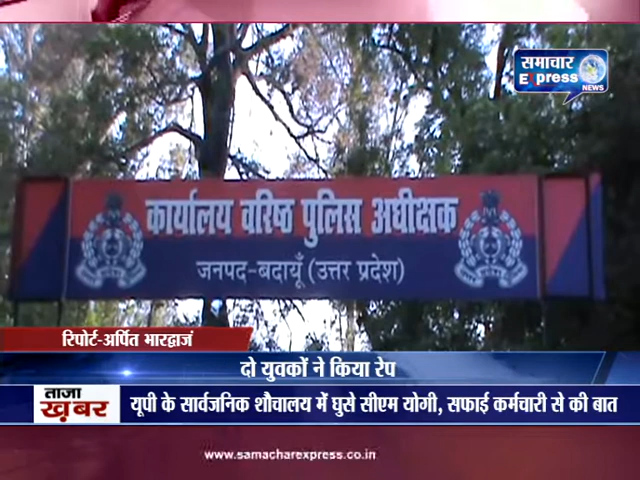 समाचार
Express
NEWS
कार्यालय वरिष्ठ पुलिस अधीक्षक
जनपद-बदायूँ (उत्तर प्रदेश)
रिपोर्ट-अर्पित भारद्वाज
दो युवकों ने किया रेप
ताजा
ख़बर
यूपी के सार्वजनिक शौचालय में घुसे सीएम योगी, सफाई कर्मचारी से की बात
www.samacharexpress.co.in